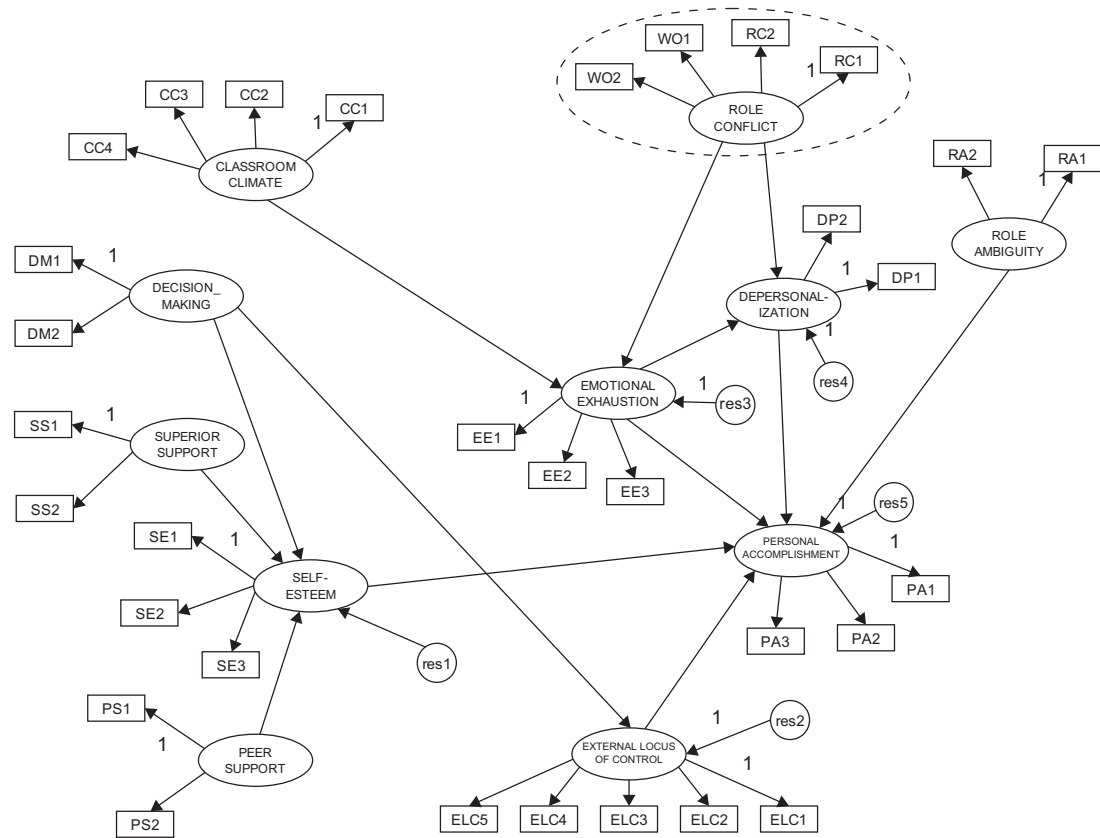 WO1
RC2
RC1
1
WO2
ROLE
CONFLICT
CC3
CC2
CC1
1
CC4
CLASSROOM
CLIMATE
RA2
RA1
1
ROLE
AMBIGUITY
DP2
DP1
1
DEPERSONAL-
IZATION
1
res4
DM1
1
DECISION_
MAKING
DM2
EMOTIONAL
EXHAUSTION
1
res3
1
EE1
EE2
EE3
SS1
1
SUPERIOR
SUPPORT
SS2
SE1
1
SELF-
ESTEEM
SE2
SE3
res1
1
res5
PERSONAL
ACCOMPLISHMENT
1
PA1
PA2
PA3
PS1
1
PEER
SUPPORT
PS2
1
res2
EXTERNAL LOCUS
OF CONTROL
1
ELC5
ELC4
ELC3
ELC2
ELC1